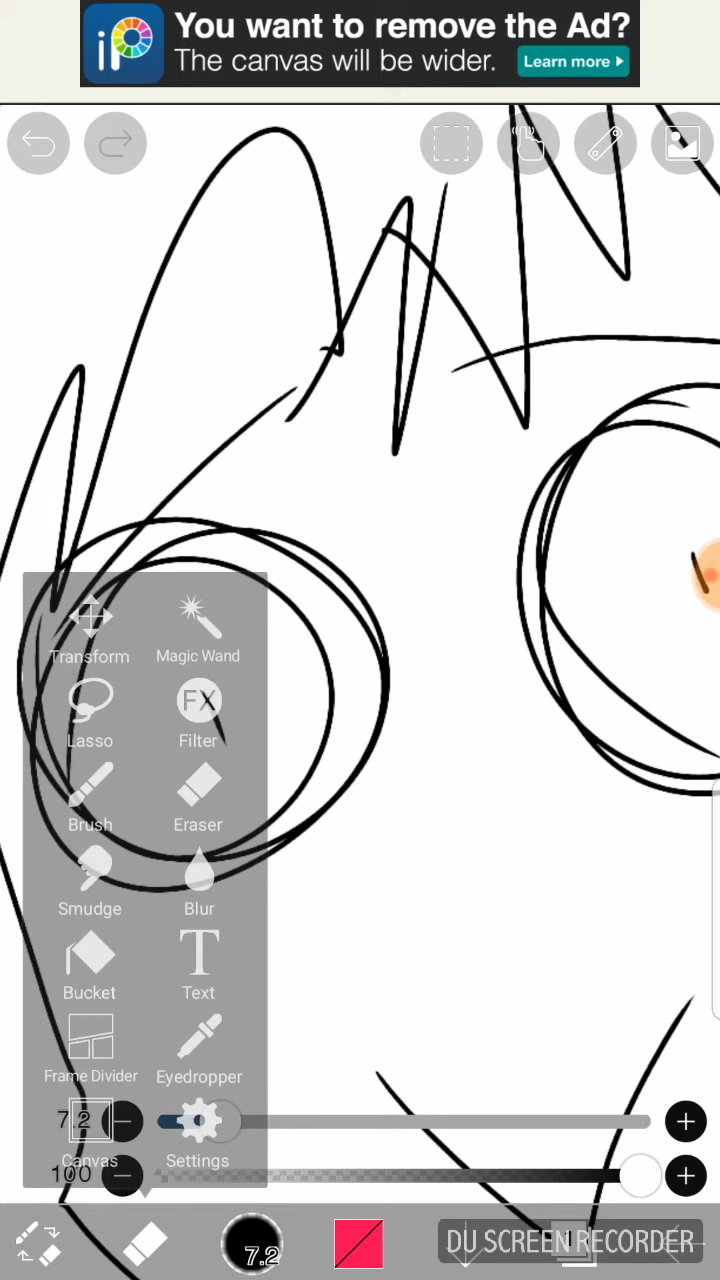 iP
You want to remove the Ad?
The canvas will be wider.
Learn more
Transform
Magic Wand
Lasso
FX
Filter
Brush
Eraser
Smudge
Blur
Bucket
T
Text
Frame Divider
Eyedropper
7.2
Canvas
Settings
100
7.2
1
DU SCREEN RECORDER